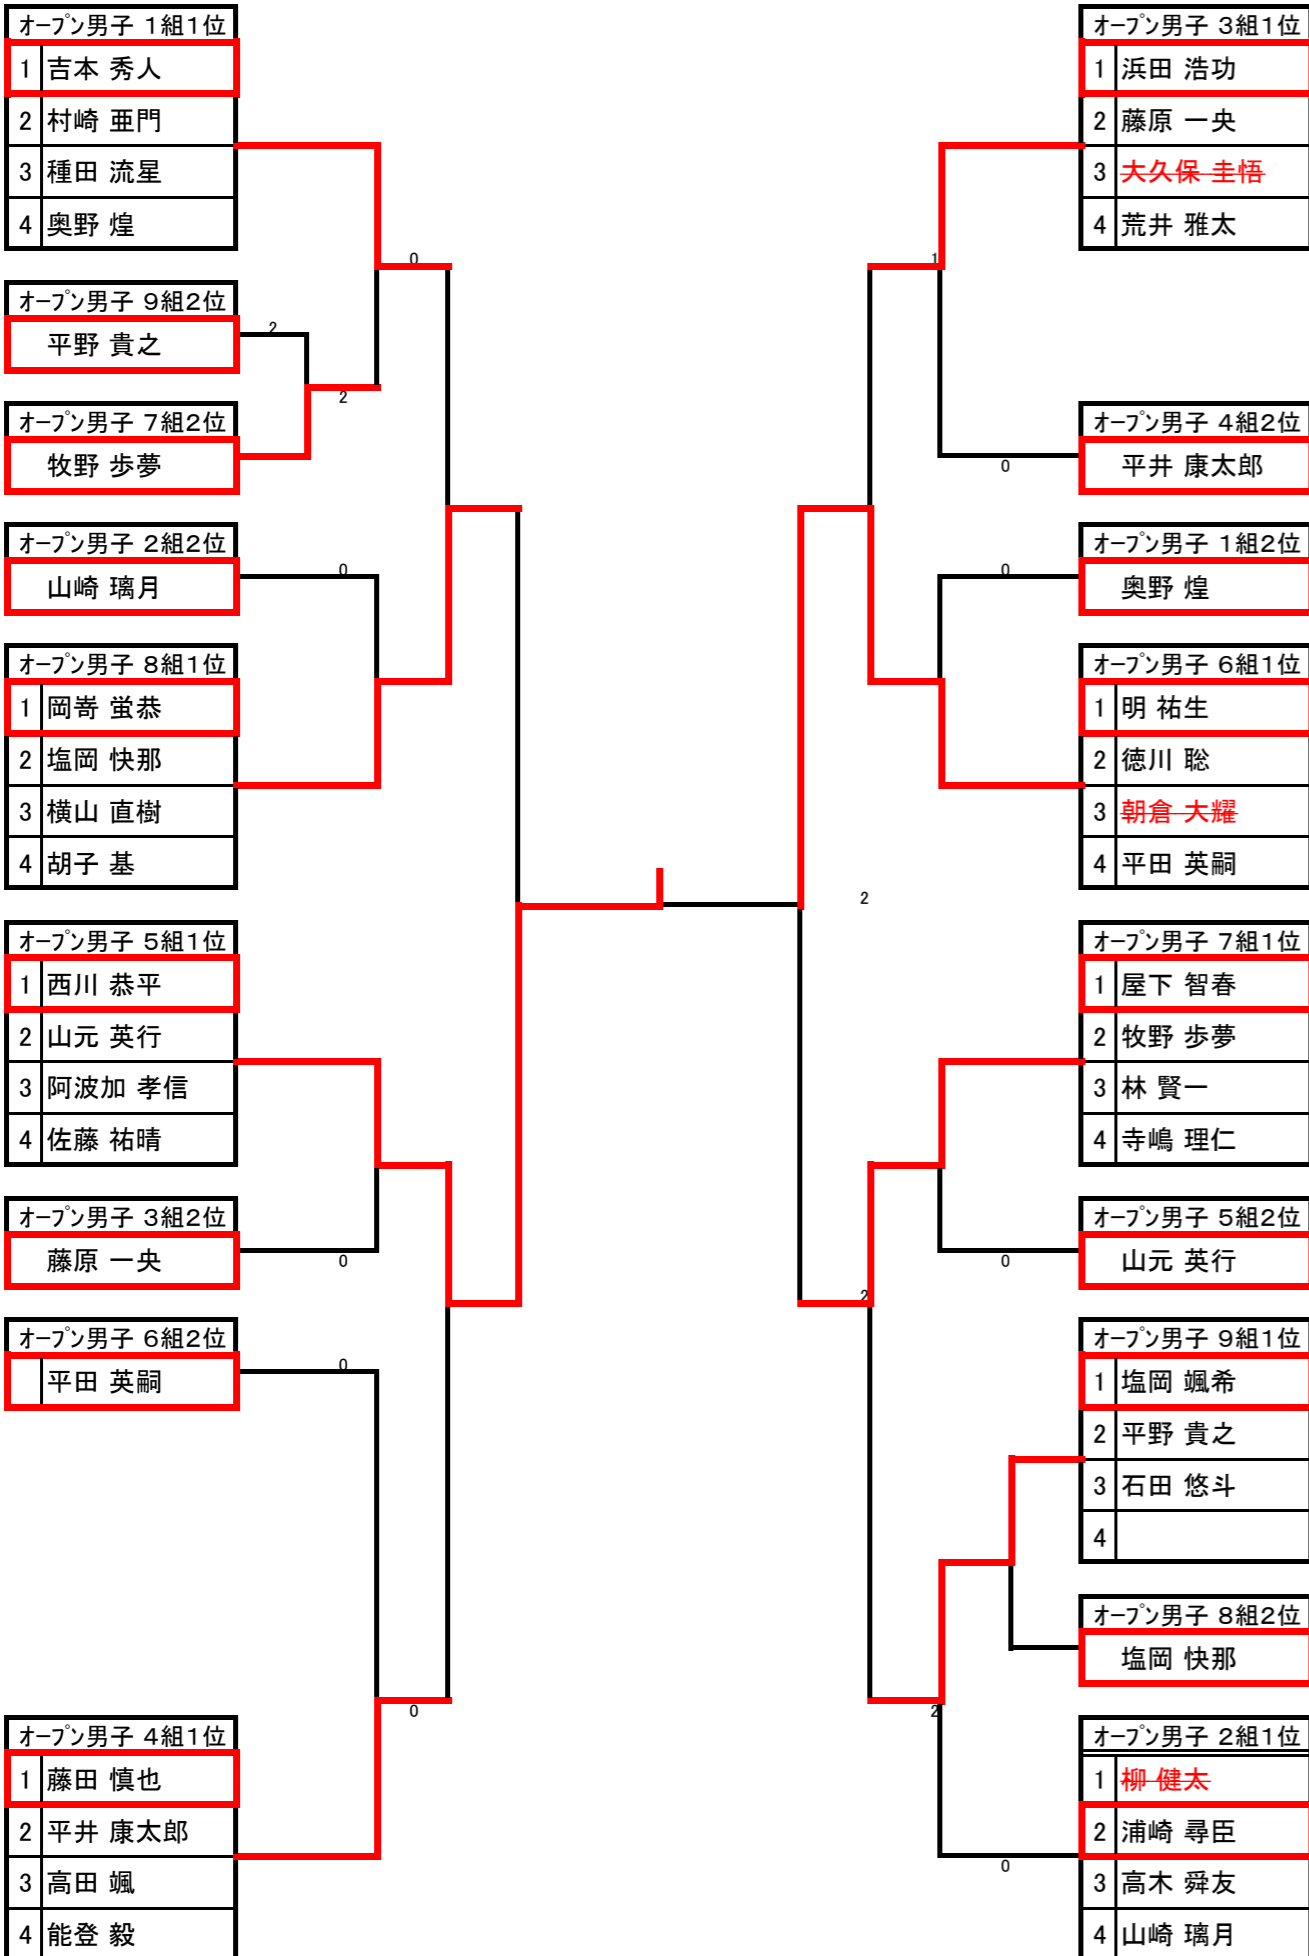 オープン男子 1組1位
1 吉本 秀人
2 村崎 亜門
3 種田 流星
4 奥野 煌
0
オープン男子 9組2位
平野 貴之
2
2
オープン男子 7組2位
牧野 歩夢
オープン男子 2組2位
山崎 璃月
0
オープン男子 8組1位
1 岡嵜 蛍恭
2 塩岡 快那
3 横山 直樹
4 胡子 基
オープン男子 5組1位
1 西川 恭平
2 山元 英行
3 阿波加 孝信
4 佐藤 祐晴
オープン男子 3組2位
藤原 一央
0
オープン男子 6組2位
平田 英嗣
0
0
オープン男子 4組1位
1 藤田 慎也
2 平井 康太郎
3 高田 颯
4 能登 毅
オープン男子 3組1位
1 浜田 浩功
2 藤原 一央
3 大久保 圭悟
4 荒井 雅太
1
オープン男子 4組2位
平井 康太郎
0
オープン男子 1組2位
奥野 煌
0
オープン男子 6組1位
1 明 祐生
2 徳川 聡
3 朝倉 大耀
4 平田 英嗣
2
オープン男子 7組1位
1 屋下 智春
2 牧野 歩夢
3 林 賢一
4 寺嶋 理仁
オープン男子 5組2位
山元 英行
0
2
オープン男子 9組1位
1 塩岡 颯希
2 平野 貴之
3 石田 悠斗
4
オープン男子 8組2位
塩岡 快那
2
オープン男子 2組1位
1 柳 健太
2 浦崎 尋臣
3 高木 舜友
4 山崎 璃月
0